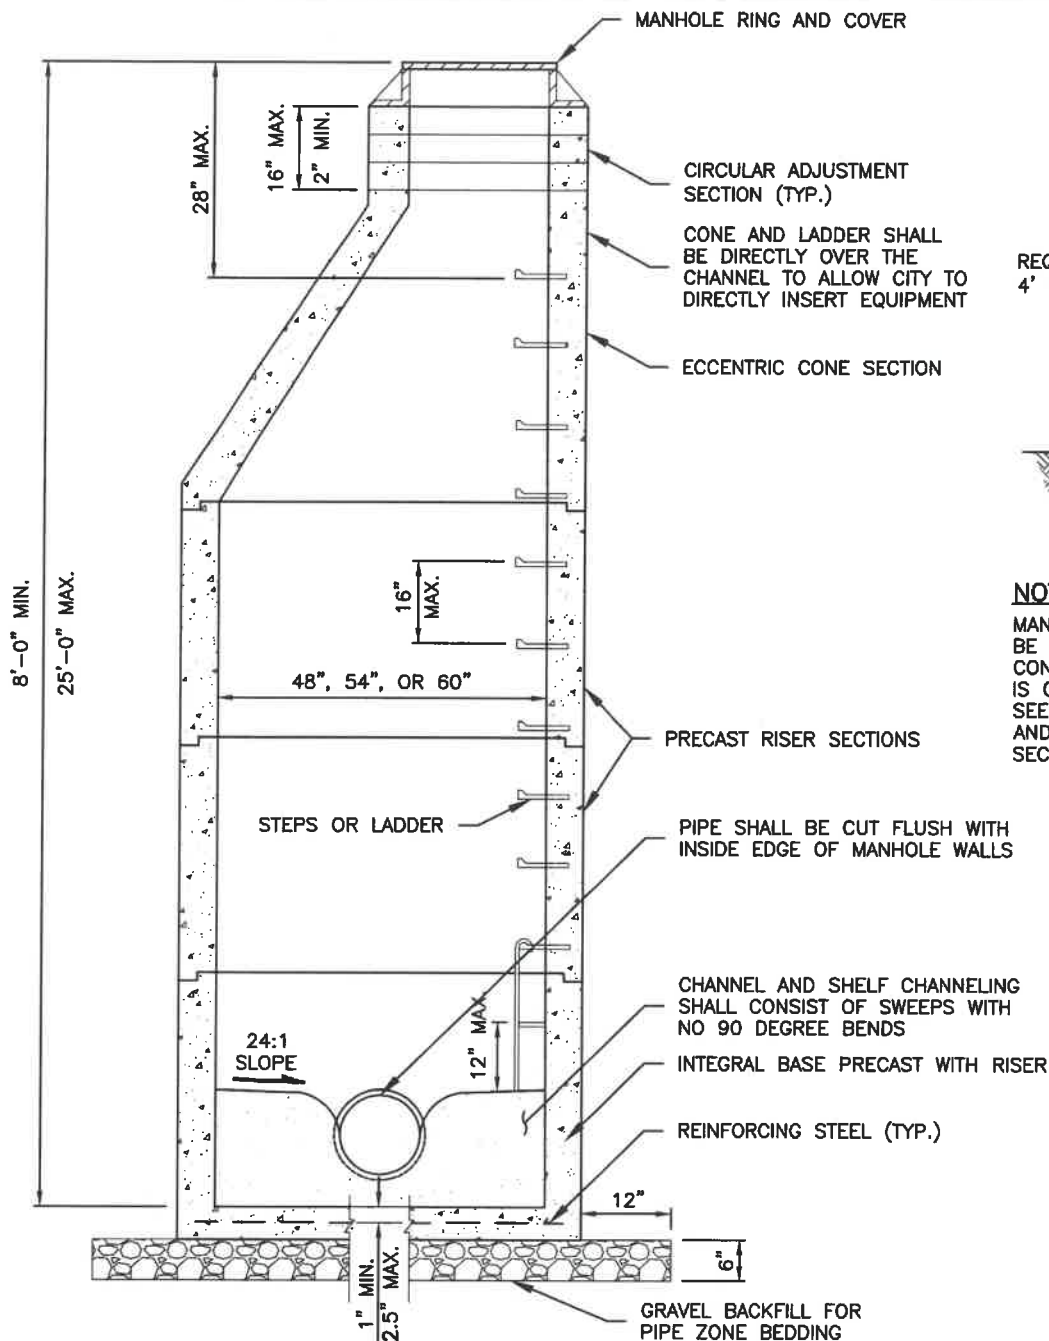 MANHOLE RING AND COVER
28" MAX.
16" MAX.
2" MIN.
CIRCULAR ADJUSTMENT
SECTION (TYP.)
CONE AND LADDER SHALL
BE DIRECTLY OVER THE
CHANNEL TO ALLOW CITY TO
DIRECTLY INSERT EQUIPMENT
4'
ECCENTRIC CONE SECTION
8'-0" MIN.
25'-0" MAX.
16"
MAX.
48", 54", OR 60"
BE
IS
SEE
AND
PRECAST RISER SECTIONS
STEPS OR LADDER
PIPE SHALL BE CUT FLUSH WITH
INSIDE EDGE OF MANHOLE WALLS
CHANNEL AND SHELF CHANNELING
SHALL CONSIST OF SWEEPS WITH
NO 90 DEGREE BENDS
12" MAX.
24:1
SLOPE
INTEGRAL BASE PRECAST WITH RISER
REINFORCING STEEL (TYP.)
12"
6"
1" MIN.
2.5" MAX.
GRAVEL BACKFILL FOR
PIPE ZONE BEDDING